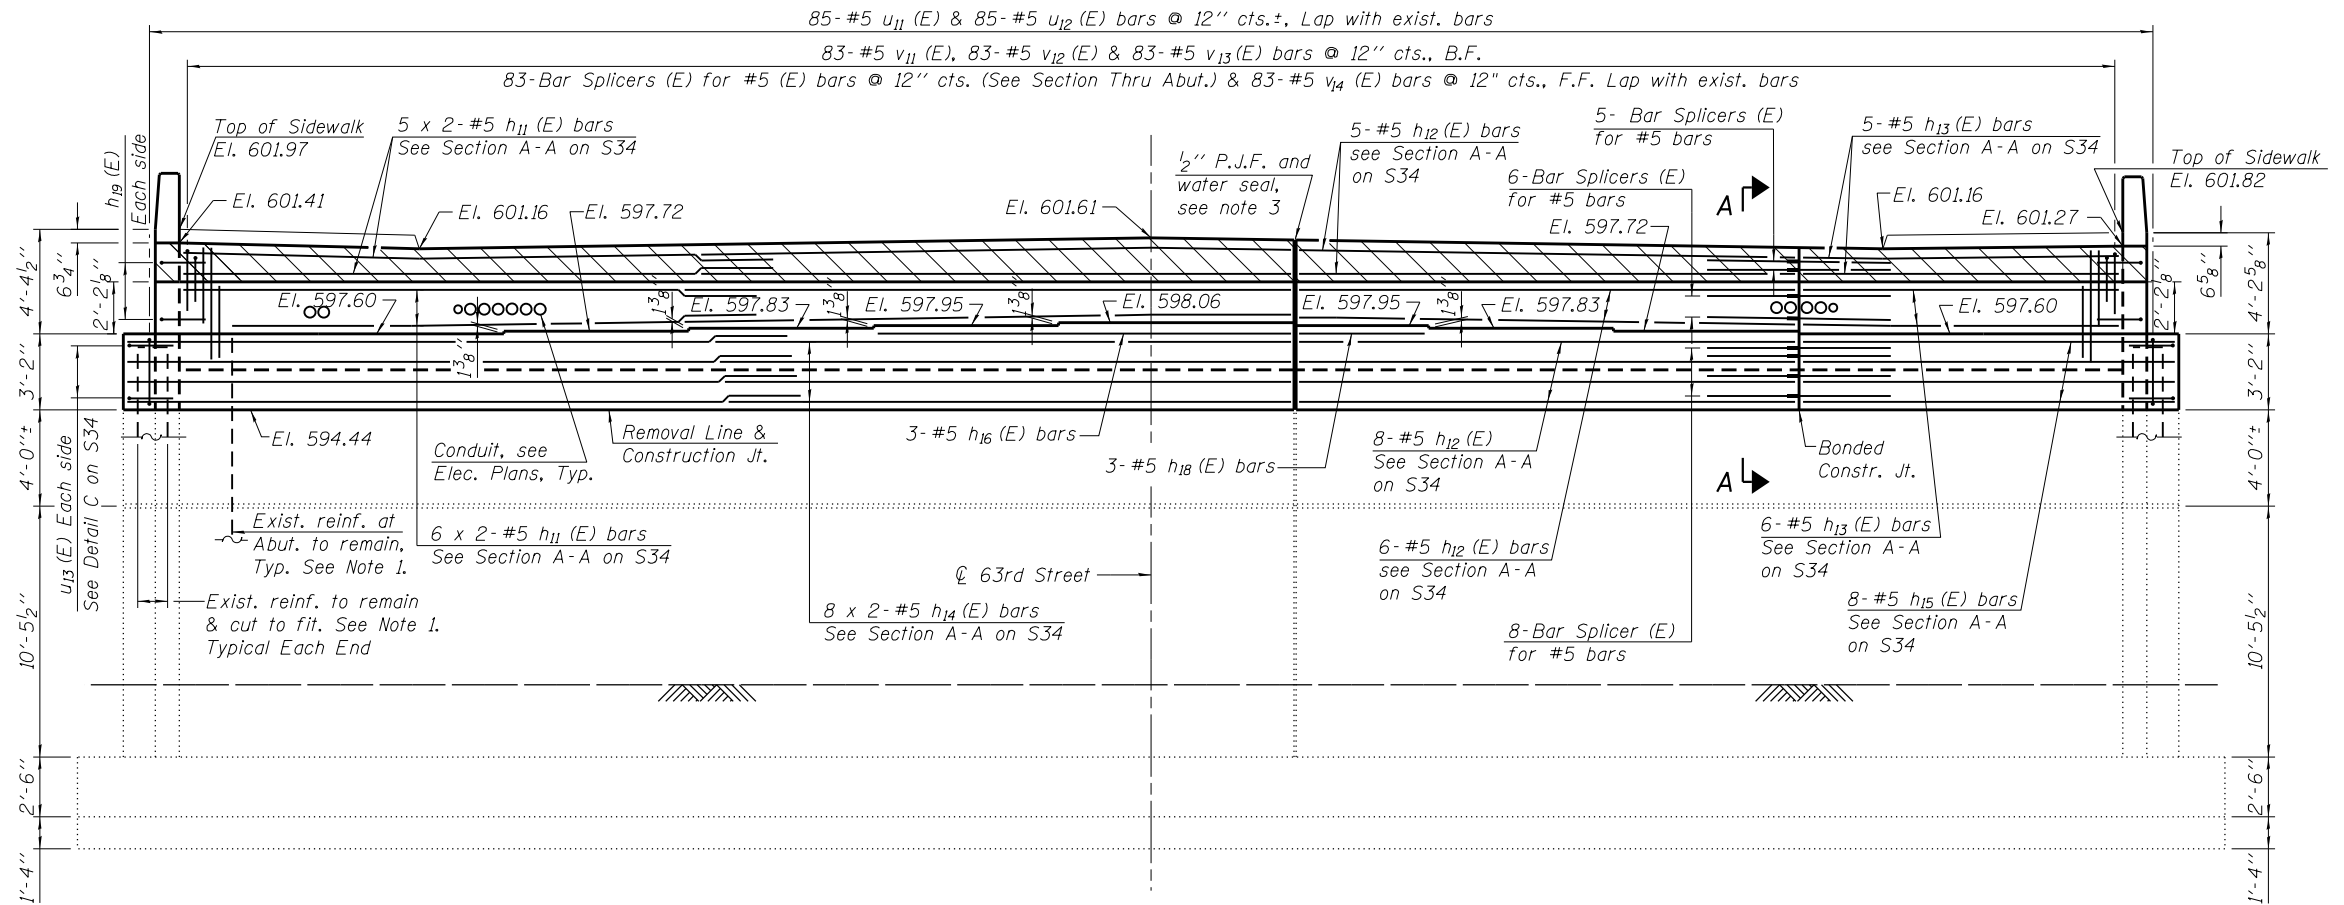 85-#5 u11 (E) & 85-#5 u12 (E) bars @ 12" cts.±, Lap with exist. bars
83-#5 v11 (E), 83-#5 v12 (E) & 83-#5 v13 (E) bars @ 12" cts., B.F.
83-Bar Splicers (E) for #5 (E) bars @ 12" cts. (See Section Thru Abut.) & 83-#5 v14 (E) bars @ 12" cts., F.F. Lap with exist. bars
h19 (E)
Each side
Top of Sidewalk
El. 601.97
5 x 2-#5 h11 (E) bars
See Section A-A on S34
1/2" P.J.F. and
water seal,
see note 3
5-#5 h12 (E) bars
see Section A-A
on S34
5- Bar Splicers (E)
for #5 bars
6-Bar Splicers (E)
for #5 bars
A
5-#5 h13 (E) bars
see Section A-A on S34
Top of Sidewalk
El. 601.82
El. 601.41
El. 601.16
El. 597.72
El. 601.61
El. 597.72
El. 601.16
El. 601.27
4'-4 1/2"
6 3/4"
2'-2 1/8"
El. 597.60
1 3/8"
1 3/8"
El. 597.83
1 3/8"
El. 597.95
1 3/8"
El. 598.06
El. 597.95
1 3/8"
El. 597.83
El. 597.60
2'-2 5/8"
4'-2 5/8"
6 5/8"
3'-2"
3'-2"
4'-0"±
4'-0"±
u13 (E) Each side
See Detail C on S34
El. 594.44
Conduit, see
Elec. Plans, Typ.
Removal Line &
Construction Jt.
3-#5 h16 (E) bars
3-#5 h18 (E) bars
8-#5 h12 (E)
See Section A-A
on S34
A
Bonded
Constr. Jt.
Exist. reinf. at
Abut. to remain,
Typ. See Note 1.
6 x 2-#5 h11 (E) bars
See Section A-A on S34
℄ 63rd Street
6-#5 h12 (E) bars
see Section A-A
on S34
6-#5 h13 (E) bars
See Section A-A
on S34
Exist. reinf. to remain
& cut to fit. See Note 1.
Typical Each End
8 x 2-#5 h14 (E) bars
See Section A-A on S34
8-Bar Splicer (E)
for #5 bars
8-#5 h15 (E) bars
See Section A-A
on S34
10'-5 1/2"
10'-5 1/2"
2'-6"
2'-6"
1'-4"
1'-4"